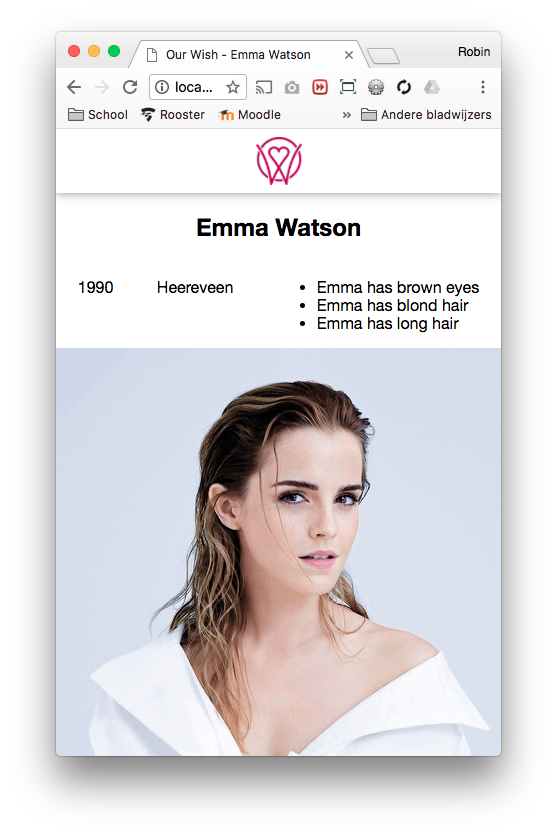 Our Wish - Emma Watson
Robin
loca...
School Rooster Moodle » Andere bladwijzers
Emma Watson
1990 Heereveen • Emma has brown eyes
• Emma has blond hair
• Emma has long hair